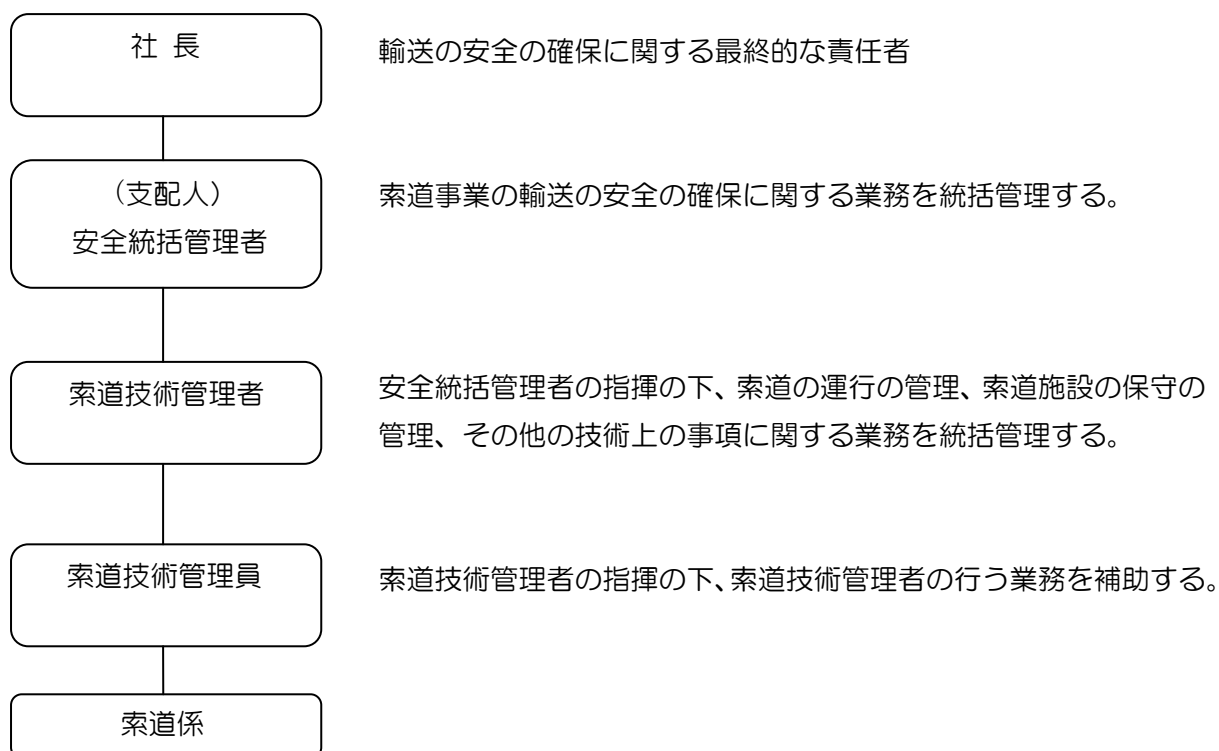 社 長
輸送の安全の確保に関する最終的な責任者
(支配人)
安全統括管理者
索道事業の輸送の安全の確保に関する業務を統括管理する。
索道技術管理者
安全統括管理者の指揮の下、索道の運行の管理、索道施設の保守の
管理、その他の技術上の事項に関する業務を統括管理する。
索道技術管理員
索道技術管理者の指揮の下、索道技術管理者の行う業務を補助する。
索道係